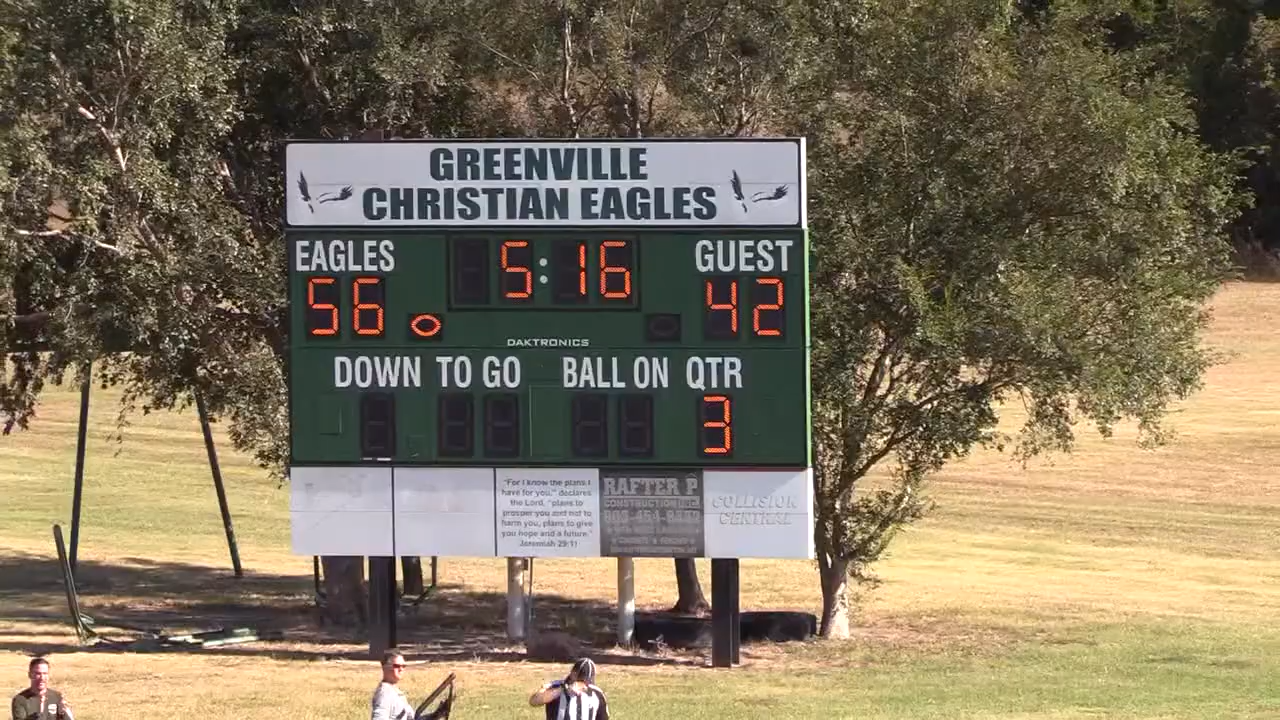 GREENVILLE
CHRISTIAN EAGLES
EAGLES 5:16 GUEST
56 42
DAKTRONICS
DOWN TO GO BALL ON QTR
3
"For I know the plans I
have for you," declares
the Lord, "plans to
prosper you and not to
harm you, plans to give
you hope and a future."
Jeremiah 29:11
RAFTER P
CONSTRUCTION
COLLISION
CENTRAL